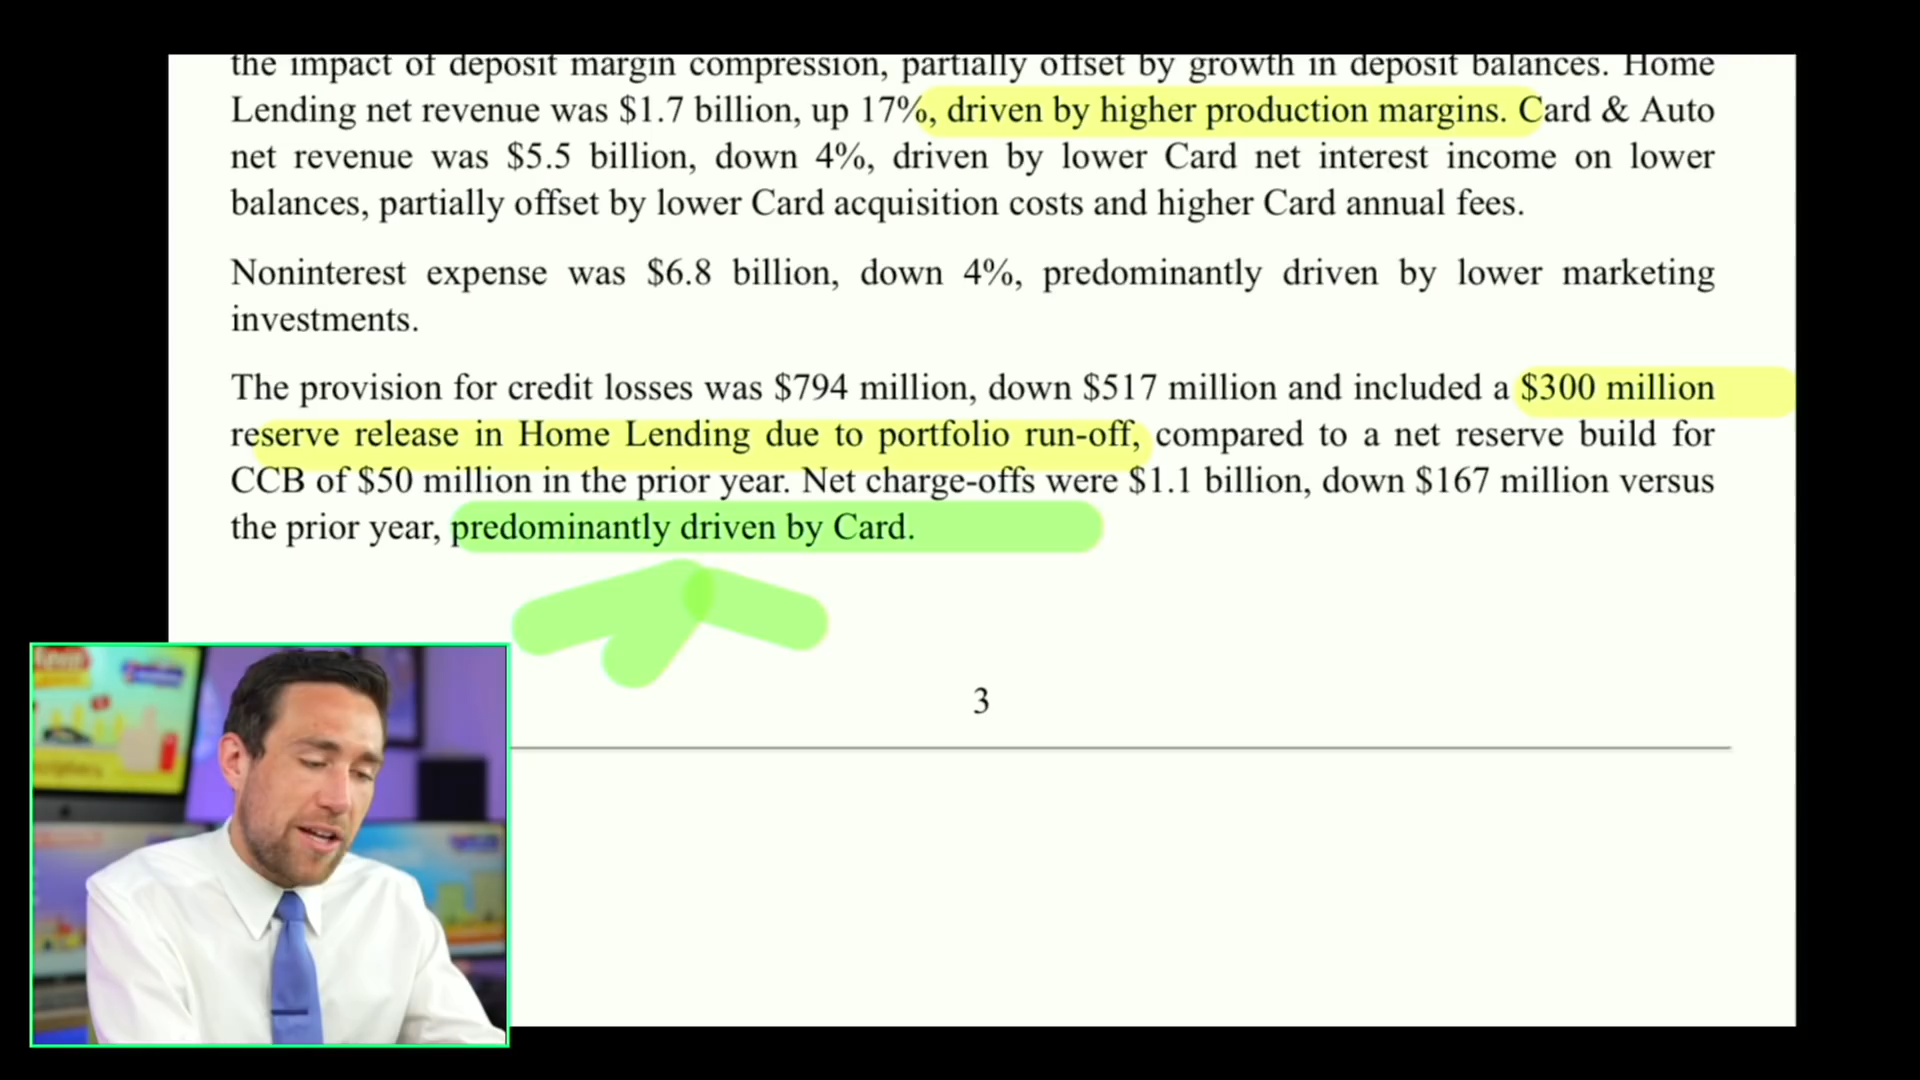 the impact of deposit margin compression, partially offset by growth in deposit balances. Home
Lending net revenue was $1.7 billion, up 17%, driven by higher production margins. Card & Auto
net revenue was $5.5 billion, down 4%, driven by lower Card net interest income on lower
balances, partially offset by lower Card acquisition costs and higher Card annual fees.
Noninterest expense was $6.8 billion, down 4%, predominantly driven by lower marketing
investments.
The provision for credit losses was $794 million, down $517 million and included a $300 million
reserve release in Home Lending due to portfolio run-off, compared to a net reserve build for
CCB of $50 million in the prior year. Net charge-offs were $1.1 billion, down $167 million versus
the prior year, predominantly driven by Card.
3